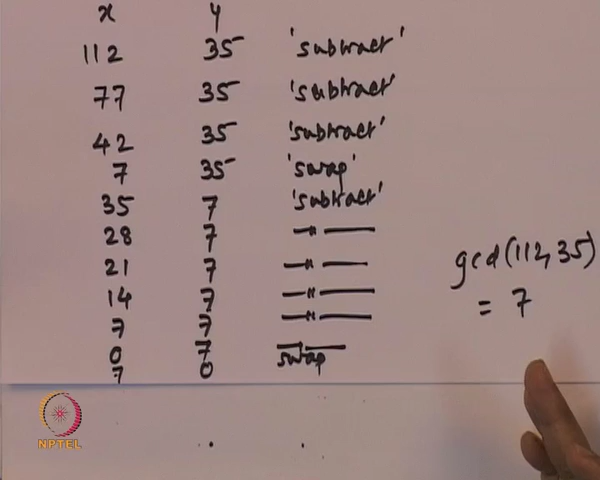 x y
112 35 'subtract'
77 35 'subtract'
42 35 'subtract'
7 35 'swap'
35 7 'subtract'
28 7 —〃—
21 7 —〃—
14 7 —〃—
7 7 —〃—
0 7 swap
7 0
gcd(112,35)
= 7
NPTEL